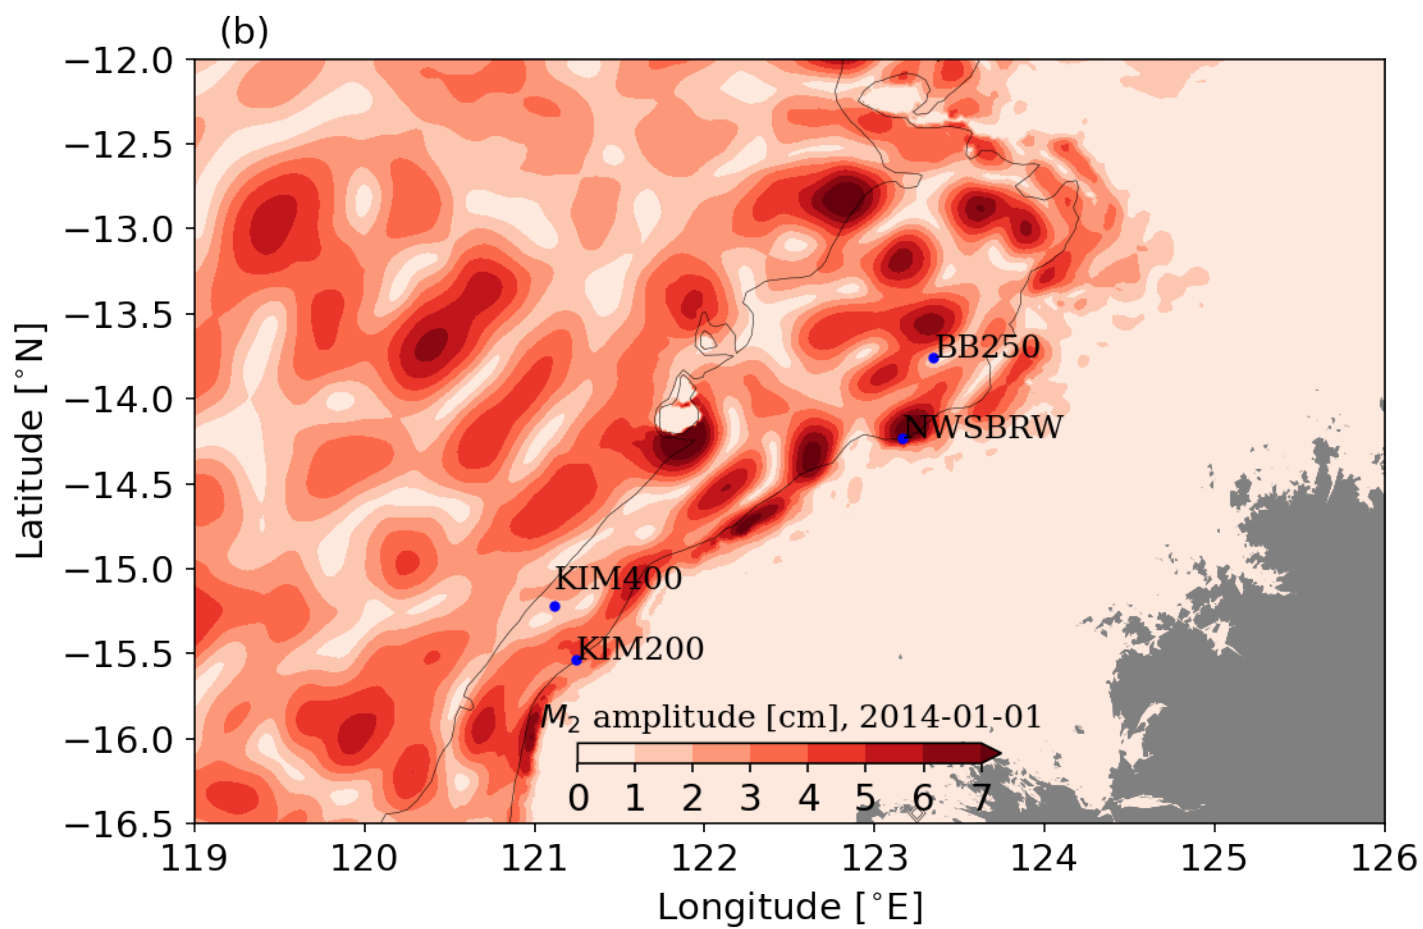 (b)
−12.0
−12.5
−13.0
−13.5
−14.0
−14.5
−15.0
−15.5
−16.0
−16.5
Latitude [°N]
BB250
NWSBRW
KIM400
KIM200
M₂ amplitude [cm], 2014-01-01
0 1 2 3 4 5 6 7
119 120 121 122 123 124 125 126
Longitude [°E]